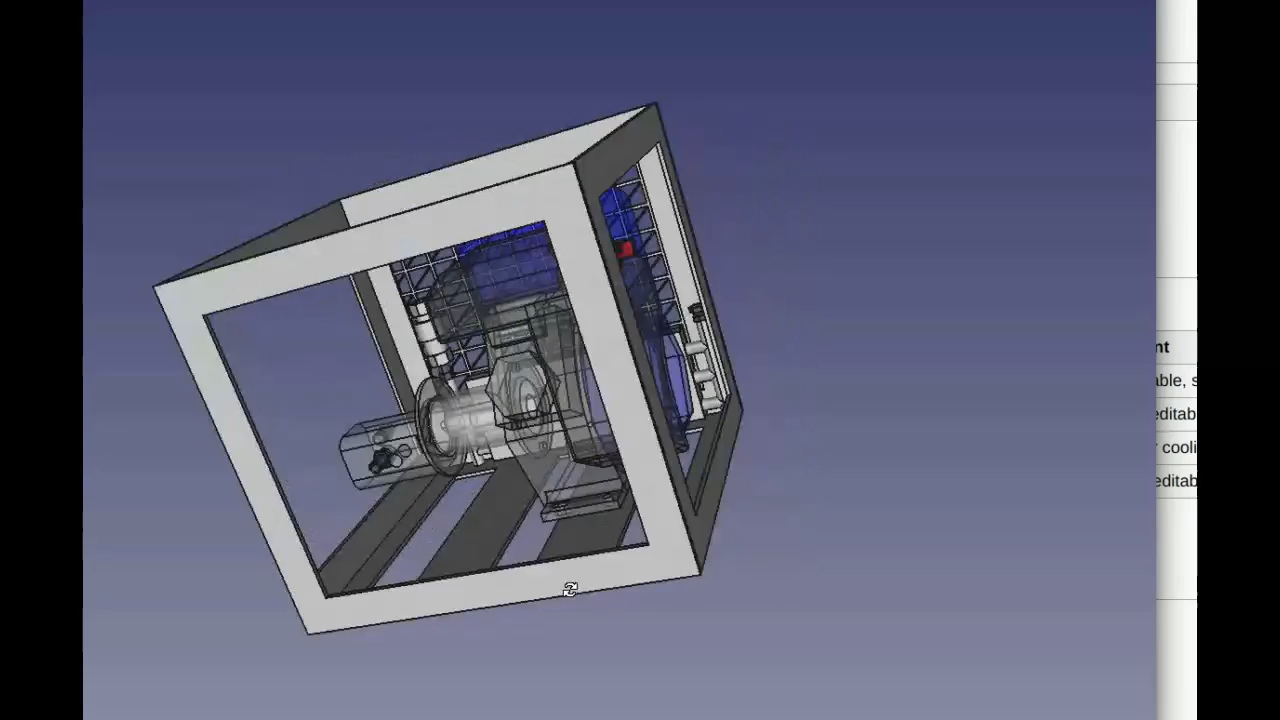 nt
able, s
editab
r cooli
editab